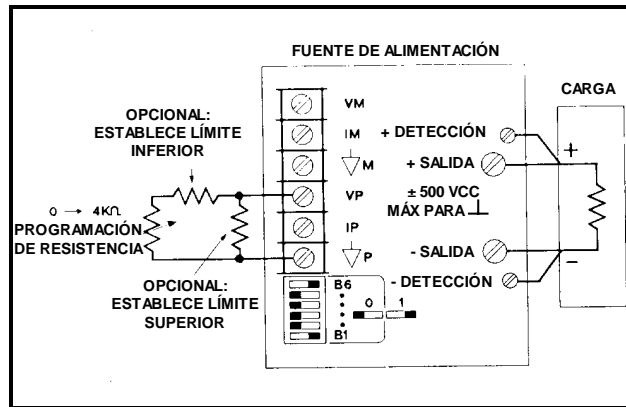 FUENTE DE ALIMENTACIÓN
CARGA
OPCIONAL:
ESTABLECE LÍMITE
INFERIOR
0 → 4KΩ
PROGRAMACIÓN
DE RESISTENCIA
OPCIONAL:
ESTABLECE LÍMITE
SUPERIOR
VM
IM
M
VP
IP
P
B6
B1
0 1
+ DETECCIÓN
+ SALIDA
± 500 VCC
MÁX PARA
- SALIDA
- DETECCIÓN
+
−